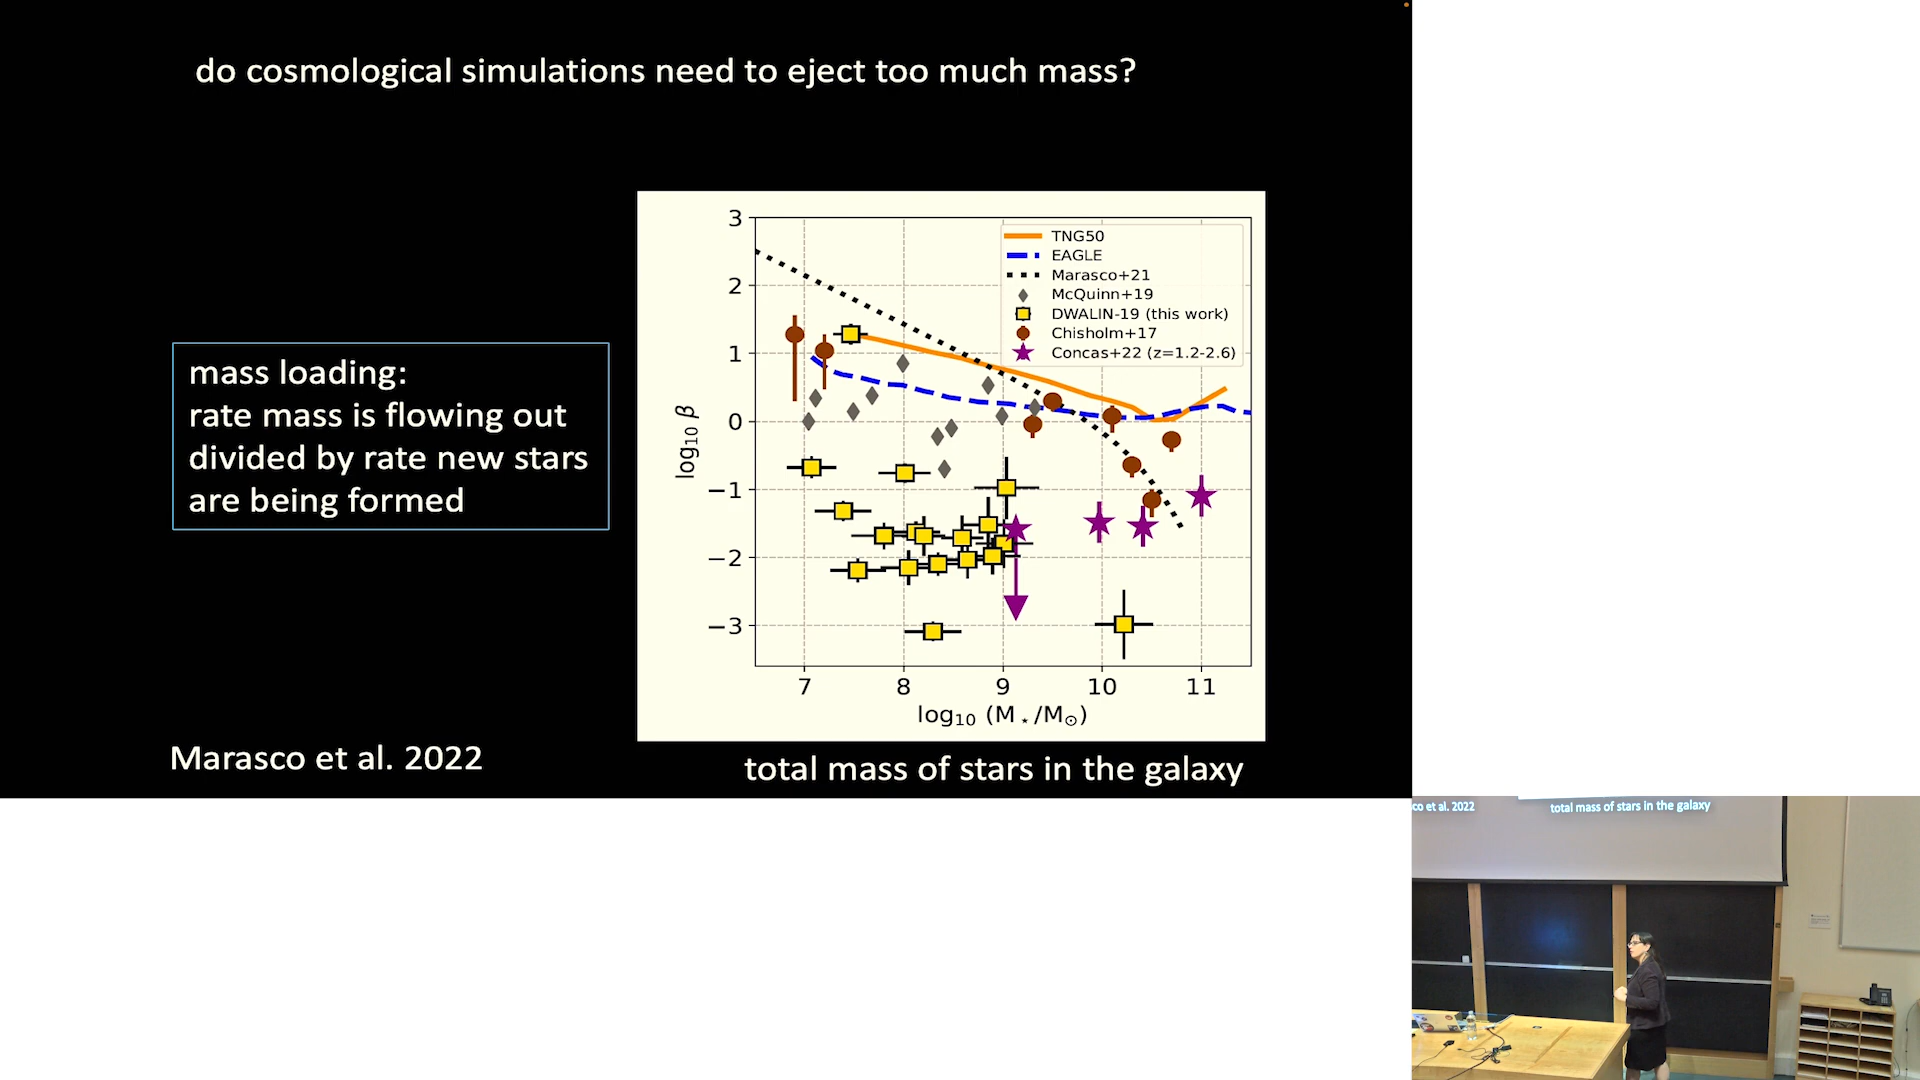 do cosmological simulations need to eject too much mass?
mass loading:
rate mass is flowing out
divided by rate new stars
are being formed
3
2
1
0
−1
−2
−3
log₁₀ β
TNG50
EAGLE
Marasco+21
McQuinn+19
DWALIN-19 (this work)
Chisholm+17
Concas+22 (z=1.2-2.6)
7 8 9 10 11
log₁₀ (M⋆/M⊙)
Marasco et al. 2022
total mass of stars in the galaxy
co et al. 2022
total mass of stars in the galaxy